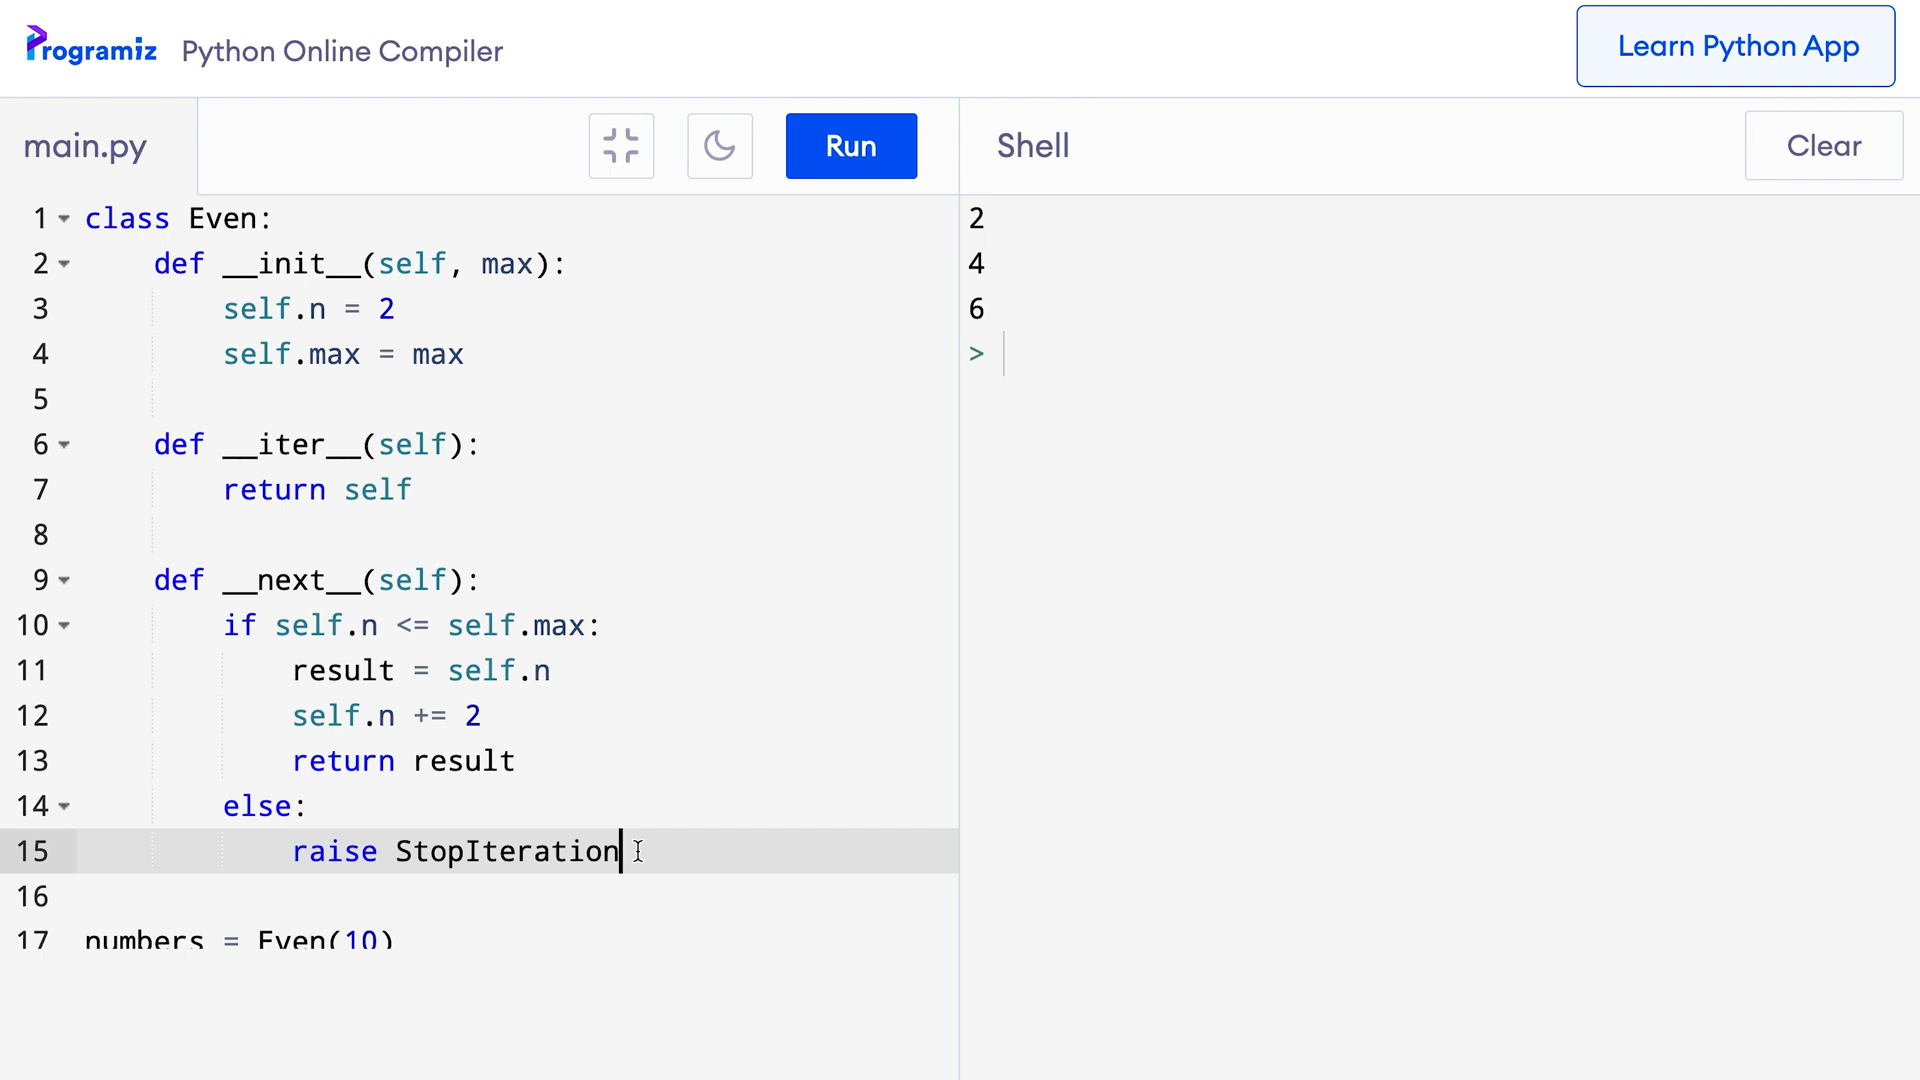 Programiz Python Online Compiler
Learn Python App
main.py
Run
Shell
Clear
1 class Even:
2     def __init__(self, max):
3         self.n = 2
4         self.max = max
5
6     def __iter__(self):
7         return self
8
9     def __next__(self):
10         if self.n <= self.max:
11             result = self.n
12             self.n += 2
13             return result
14         else:
15             raise StopIteration
16
17 numbers = Even(10)
2
4
6
>